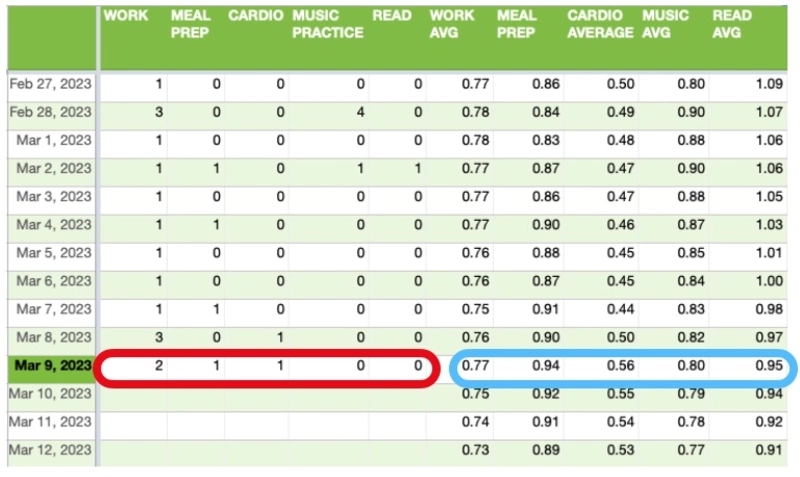 WORK MEAL PREP CARDIO MUSIC PRACTICE READ WORK AVG MEAL PREP CARDIO AVERAGE MUSIC AVG READ AVG
Feb 27, 2023 1 0 0 0 0 0.77 0.86 0.50 0.80 1.09
Feb 28, 2023 3 0 0 4 0 0.78 0.84 0.49 0.90 1.07
Mar 1, 2023 1 0 0 0 0 0.78 0.83 0.48 0.88 1.06
Mar 2, 2023 1 1 0 1 1 0.77 0.87 0.47 0.90 1.06
Mar 3, 2023 1 0 0 0 0 0.77 0.86 0.47 0.88 1.05
Mar 4, 2023 1 1 0 0 0 0.77 0.90 0.46 0.87 1.03
Mar 5, 2023 1 0 0 0 0 0.76 0.88 0.45 0.85 1.01
Mar 6, 2023 1 0 0 0 0 0.76 0.87 0.45 0.84 1.00
Mar 7, 2023 1 1 0 0 0 0.75 0.91 0.44 0.83 0.98
Mar 8, 2023 3 0 1 0 0 0.76 0.90 0.50 0.82 0.97
Mar 9, 2023 2 1 1 0 0 0.77 0.94 0.56 0.80 0.95
Mar 10, 2023 0.75 0.92 0.55 0.79 0.94
Mar 11, 2023 0.74 0.91 0.54 0.78 0.92
Mar 12, 2023 0.73 0.89 0.53 0.77 0.91